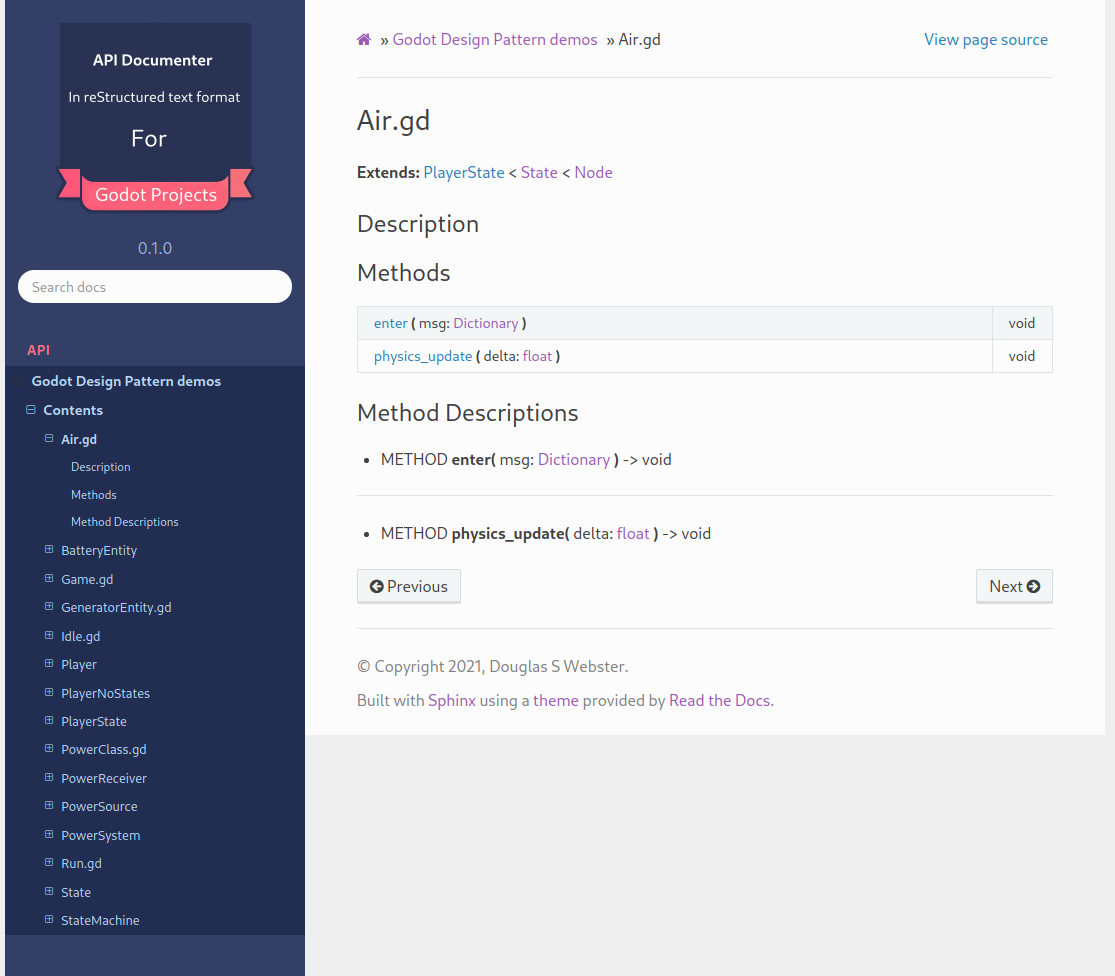 API Documenter
In reStructured text format
For
Godot Projects
0.1.0
Search docs
API
Godot Design Pattern demos
Contents
Air.gd
Description
Methods
Method Descriptions
BatteryEntity
Game.gd
GeneratorEntity.gd
Idle.gd
Player
PlayerNoStates
PlayerState
PowerClass.gd
PowerReceiver
PowerSource
PowerSystem
Run.gd
State
StateMachine
» Godot Design Pattern demos » Air.gd
View page source
Air.gd
Extends: PlayerState < State < Node
Description
Methods
enter ( msg: Dictionary ) void
physics_update ( delta: float ) void
Method Descriptions
• METHOD enter( msg: Dictionary ) -> void
• METHOD physics_update( delta: float ) -> void
Previous
Next
© Copyright 2021, Douglas S Webster.
Built with Sphinx using a theme provided by Read the Docs.